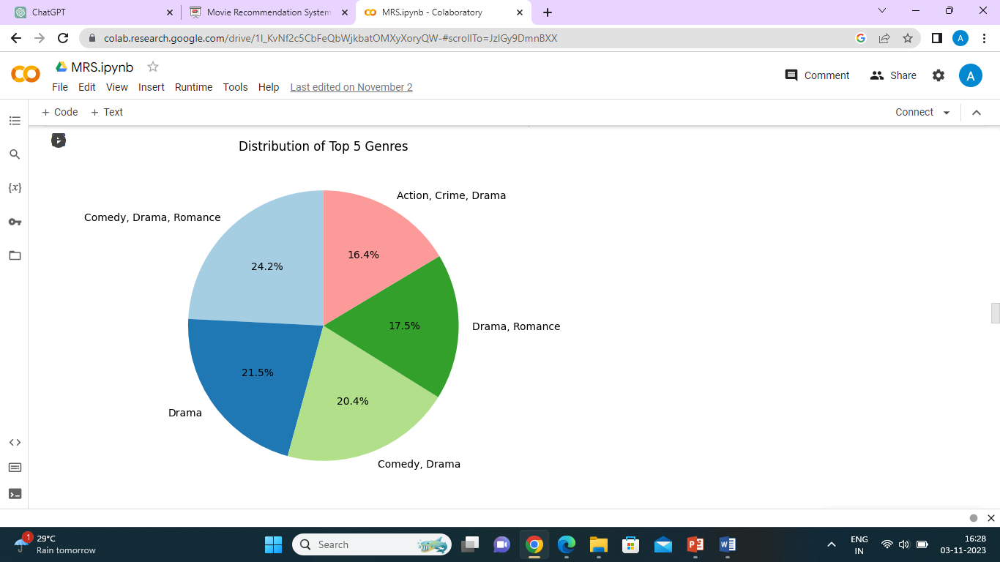 ChatGPT
Movie Recommendation System
MRS.ipynb - Colaboratory
colab.research.google.com/drive/1I_KvNf2c5CbFeQbWjkbatOMXyXoryQW-#scrollTo=JzIGy9DmnBXX
A
MRS.ipynb
File Edit View Insert Runtime Tools Help Last edited on November 2
Comment Share A
+ Code + Text
Connect
{x}
Distribution of Top 5 Genres
Action, Crime, Drama
Comedy, Drama, Romance
16.4%
24.2%
17.5%
Drama, Romance
21.5%
20.4%
Drama
Comedy, Drama
1
29°C
Rain tomorrow
Search
ENG
IN
16:28
03-11-2023